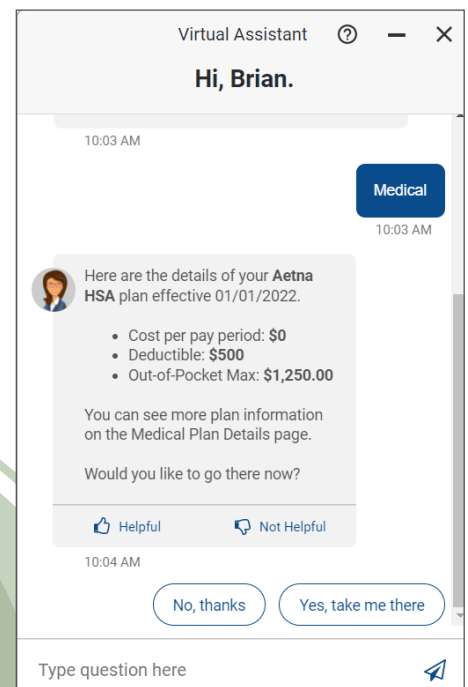 Virtual Assistant
Hi, Brian.
10:03 AM
Medical
10:03 AM
Here are the details of your Aetna
HSA plan effective 01/01/2022.
• Cost per pay period: $0
• Deductible: $500
• Out-of-Pocket Max: $1,250.00
You can see more plan information
on the Medical Plan Details page.
Would you like to go there now?
Helpful Not Helpful
10:04 AM
No, thanks Yes, take me there
Type question here